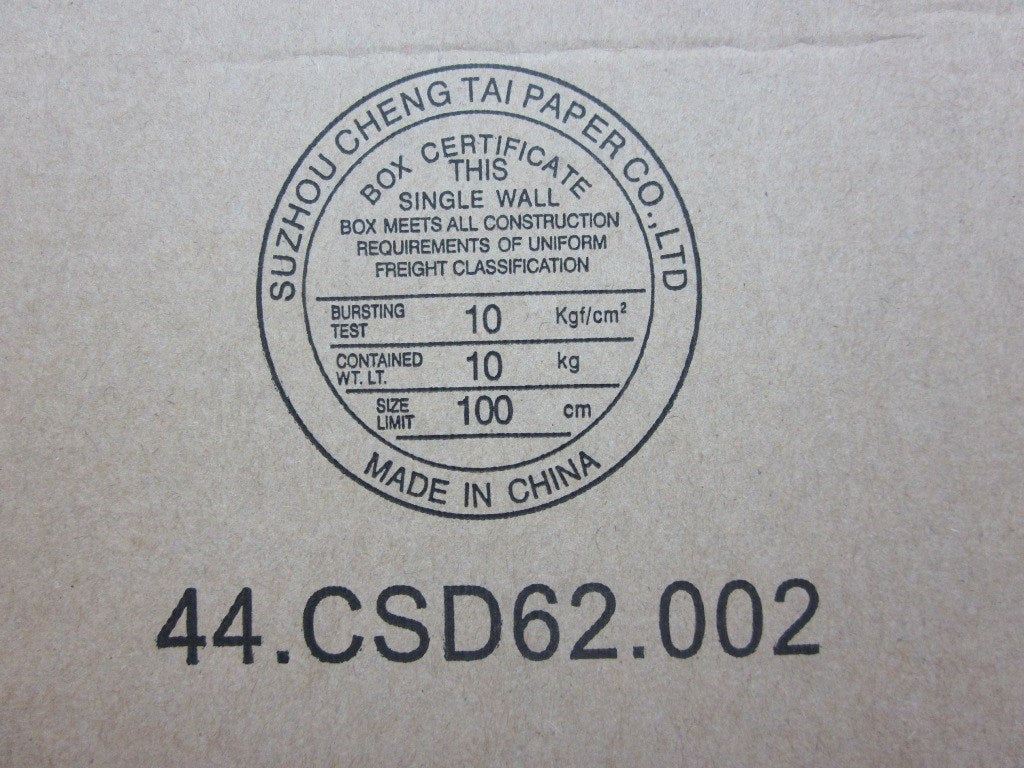 SUZHOU CHENG TAI PAPER CO.,LTD
BOX CERTIFICATE
THIS
SINGLE WALL
BOX MEETS ALL CONSTRUCTION
REQUIREMENTS OF UNIFORM
FREIGHT CLASSIFICATION
BURSTING TEST 10 Kgf/cm²
CONTAINED WT. LT. 10 kg
SIZE LIMIT 100 cm
MADE IN CHINA
44.CSD62.002